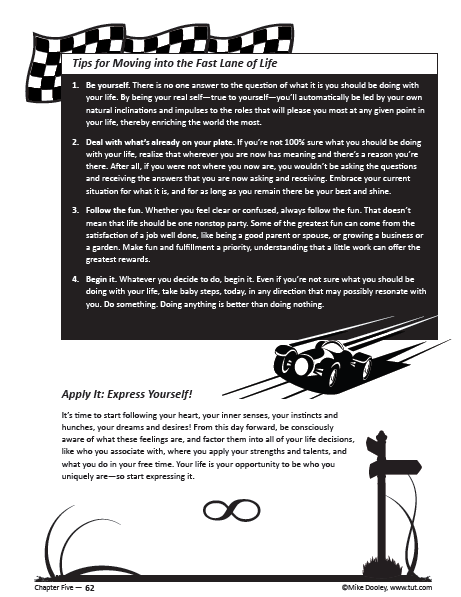 Tips for Moving into the Fast Lane of Life
1. Be yourself. There is no one answer to the question of what it is you should be doing with
your life. By being your real self—true to yourself—you'll automatically be led by your own
natural inclinations and impulses to the roles that will please you most at any given point in
your life, thereby enriching the world the most.
2. Deal with what's already on your plate. If you're not 100% sure what you should be doing
with your life, realize that wherever you are now has meaning and there's a reason you're
there. After all, if you were not where you now are, you wouldn't be asking the questions
and receiving the answers that you are now asking and receiving. Embrace your current
situation for what it is, and for as long as you remain there be your best and shine.
3. Follow the fun. Whether you feel clear or confused, always follow the fun. That doesn't
mean that life should be one nonstop party. Some of the greatest fun can come from the
satisfaction of a job well done, like being a good parent or spouse, or growing a business or
a garden. Make fun and fulfillment a priority, understanding that a little work can offer the
greatest rewards.
4. Begin it. Whatever you decide to do, begin it. Even if you're not sure what you should be
doing with your life, take baby steps, today, in any direction that may possibly resonate with
you. Do something. Doing anything is better than doing nothing.
Apply It: Express Yourself!
It's time to start following your heart, your inner senses, your instincts and
hunches, your dreams and desires! From this day forward, be consciously
aware of what these feelings are, and factor them into all of your life decisions,
like who you associate with, where you apply your strengths and talents, and
what you do in your free time. Your life is your opportunity to be who you
uniquely are—so start expressing it.
Chapter Five — 62
©Mike Dooley, www.tut.com